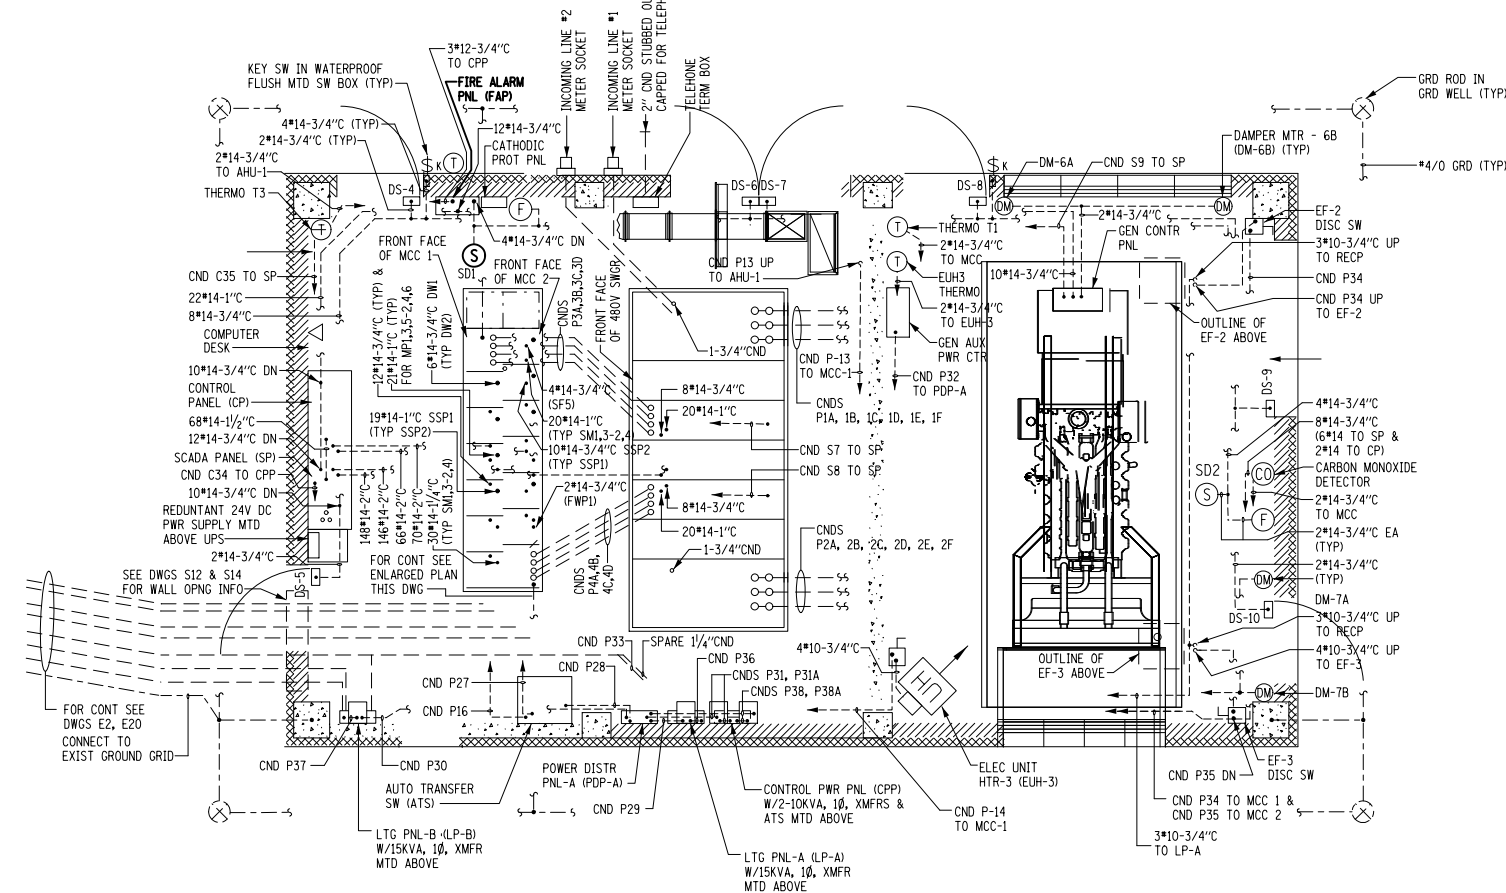 3#12-3/4"C
TO CPP
KEY SW IN WATERPROOF
FLUSH MTD SW BOX (TYP)
FIRE ALARM
PNL (FAP)
INCOMING LINE #2
METER SOCKET
INCOMING LINE #1
METER SOCKET
2" CND STUBBED
CAPPED FOR
TELEHONE
TERM BOX
GRD ROD IN
GRD WELL (TYP)
4#14-3/4"C (TYP)
2#14-3/4"C (TYP)
12#14-3/4"C
CATHODIC
PROT PNL
DAMPER MTR - 6B
(DM-6B) (TYP)
2#14-3/4"C
TO AHU-1
K
T
DM-6A
CND S9 TO SP
#4/0 GRD (TYP)
K
THERMO T3
DS-4
DS-6
DS-7
DS-8
DM
DM
F
T
T
THERMO T1
2#14-3/4"C
TO MCC
2#14-3/4"C
GEN CONTR
PNL
EF-2
DISC SW
FRONT FACE
OF MCC 1
4#14-3/4"C DN
S
SD1
3#10-3/4"C UP
TO RECP
FRONT FACE
OF MCC 2
CND P13 UP
TO AHU-1
T
EUH3
THERMO
10#14-3/4"C
CND P34
CND C35 TO SP
22#14-1"C
8#14-3/4"C
12#14-3/4"C (TYP) &
21#14-1"C (TYP)
FOR MP1,3,5-2,4,6
6#14-3/4"C DW1
(TYP DW2)
CNDS
P3A,3B,3C,3D
FRONT FACE
OF 480V SWGR
2#14-3/4"C
TO EUH-3
CND P34 UP
TO EF-2
COMPUTER
DESK
OUTLINE OF
EF-2 ABOVE
GEN AUX
PWR CTR
1-3/4"CND
CND P-13
TO MCC-1
10#14-3/4"C DN
CONTROL
PANEL (CP)
CND P32
TO PDP-A
DS-9
4#14-3/4"C
(SF5)
8#14-3/4"C
20#14-1"C
CNDS
P1A, 1B, 1C, 1D, 1E, 1F
4#14-3/4"C
8#14-3/4"C
(6#14 TO SP &
2#14 TO CP)
68#14-1½"C
19#14-1"C SSP1
(TYP SSP2)
20#14-1"C
(TYP SM1,3-2,4)
12#14-3/4"C DN
10#14-3/4"C SSP2
(TYP SSP1)
CND S7 TO SP
SCADA PANEL (SP)
CND S8 TO SP
SD2
CO
CARBON MONOXIDE
DETECTOR
CND C34 TO CPP
S
2#14-3/4"C
TO MCC
10#14-3/4"C DN
2#14-3/4"C
(FWP1)
8#14-3/4"C
F
REDUNTANT 24V DC
PWR SUPPLY MTD
ABOVE UPS
148#14-2"C
146#14-2"C
66#14-2"C
70#14-2"C
30#14-1¼"C
(TYP SM1,3-2,4)
20#14-1"C
CNDS
P2A, 2B, 2C, 2D, 2E, 2F
2#14-3/4"C EA
(TYP)
2#14-3/4"C
1-3/4"CND
2#14-3/4"C
(TYP)
DM
SEE DWGS S12 & S14
FOR WALL OPNG INFO
DS-5
FOR CONT SEE
ENLARGED PLAN
THIS DWG
CNDS
P4A,4B,
4C,4D
DM-7A
DS-10
3#10-3/4"C UP
TO RECP
CND P33
SPARE 1¼"CND
4#10-3/4"C
4#10-3/4"C UP
TO EF-3
CND P28
CND P36
OUTLINE OF
EF-3 ABOVE
CND P27
CNDS P31, P31A
CNDS P38, P38A
DM
DM-7B
CND P16
FOR CONT SEE
DWGS E2, E20
CONNECT TO
EXIST GROUND GRID
CND P37
CND P30
POWER DISTR
PNL-A (PDP-A)
ELEC UNIT
HTR-3 (EUH-3)
EF-3
DISC SW
CND P35 DN
AUTO TRANSFER
SW (ATS)
CND P29
CONTROL PWR PNL (CPP)
W/2-10KVA, 1Ø, XMFRS &
ATS MTD ABOVE
CND P-14
TO MCC-1
CND P34 TO MCC 1 &
CND P35 TO MCC 2
LTG PNL-B (LP-B)
W/15KVA, 1Ø, XMFR
MTD ABOVE
3#10-3/4"C
TO LP-A
LTG PNL-A (LP-A)
W/15KVA, 1Ø, XMFR
MTD ABOVE